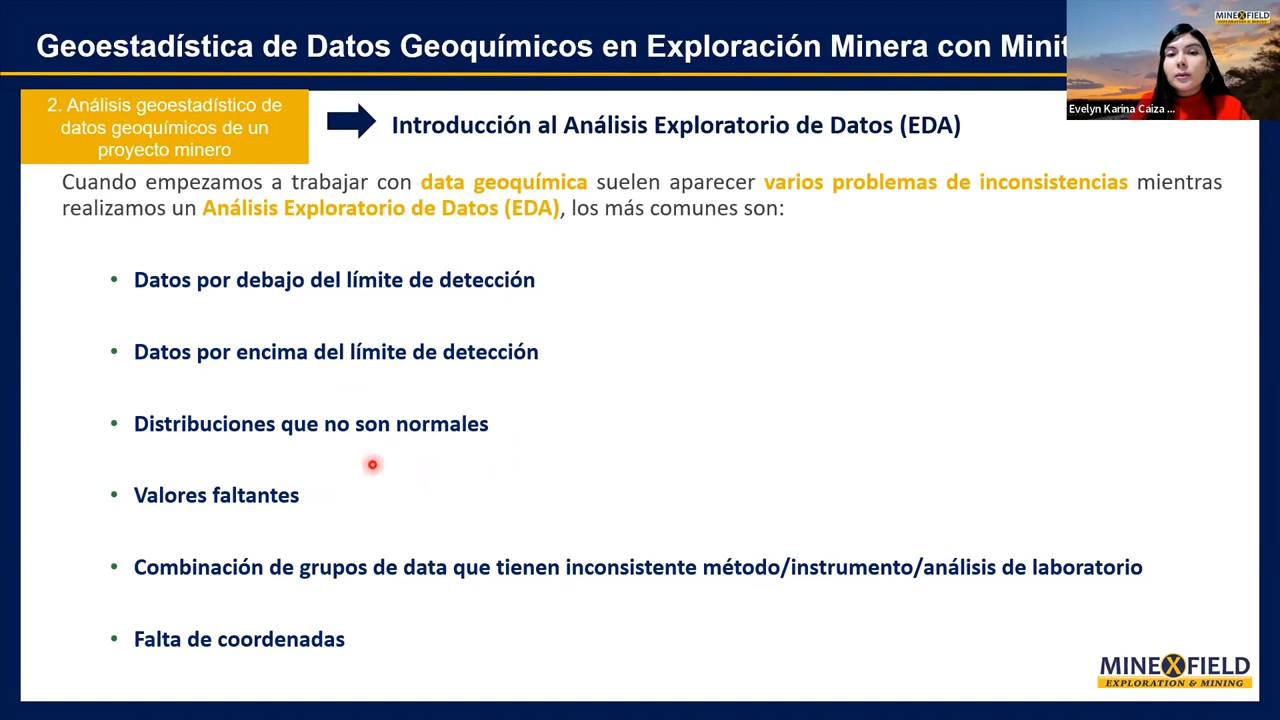 Geoestadística de Datos Geoquímicos en Exploración Minera con Minit
MINEXFIELD
EXPLORATION & MINING
Evelyn Karina Caiza ...
2. Análisis geoestadístico de
datos geoquímicos de un
proyecto minero
Introducción al Análisis Exploratorio de Datos (EDA)
Cuando empezamos a trabajar con data geoquímica suelen aparecer varios problemas de inconsistencias mientras
realizamos un Análisis Exploratorio de Datos (EDA), los más comunes son:
• Datos por debajo del límite de detección
• Datos por encima del límite de detección
• Distribuciones que no son normales
• Valores faltantes
• Combinación de grupos de data que tienen inconsistente método/instrumento/análisis de laboratorio
• Falta de coordenadas
MINEXFIELD
EXPLORATION & MINING